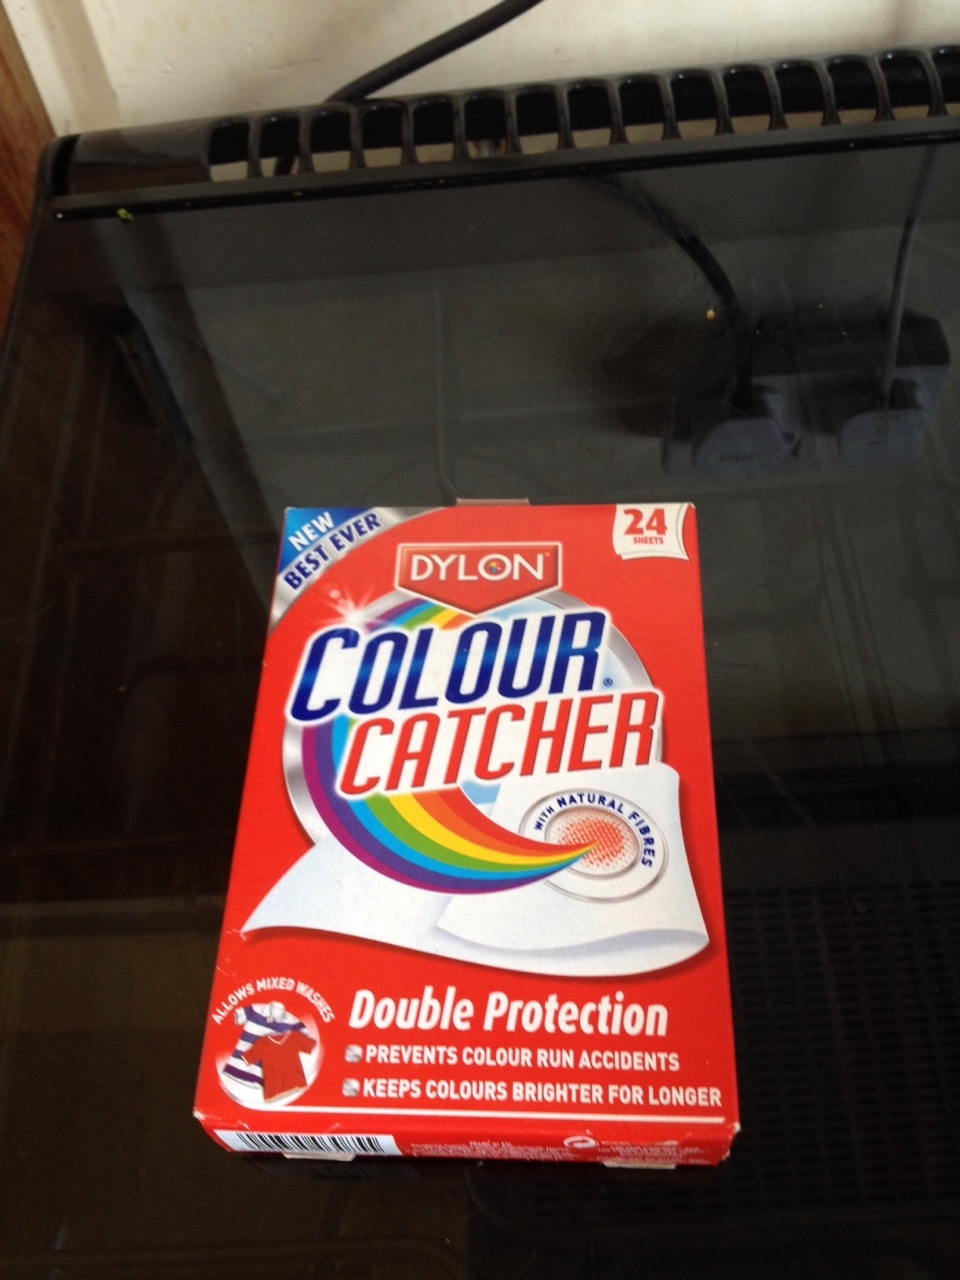 NEW
BEST EVER
24
SHEETS
DYLON
COLOUR
CATCHER
WITH NATURAL FIBRES
ALLOWS MIXED WASHES
Double Protection
PREVENTS COLOUR RUN ACCIDENTS
KEEPS COLOURS BRIGHTER FOR LONGER